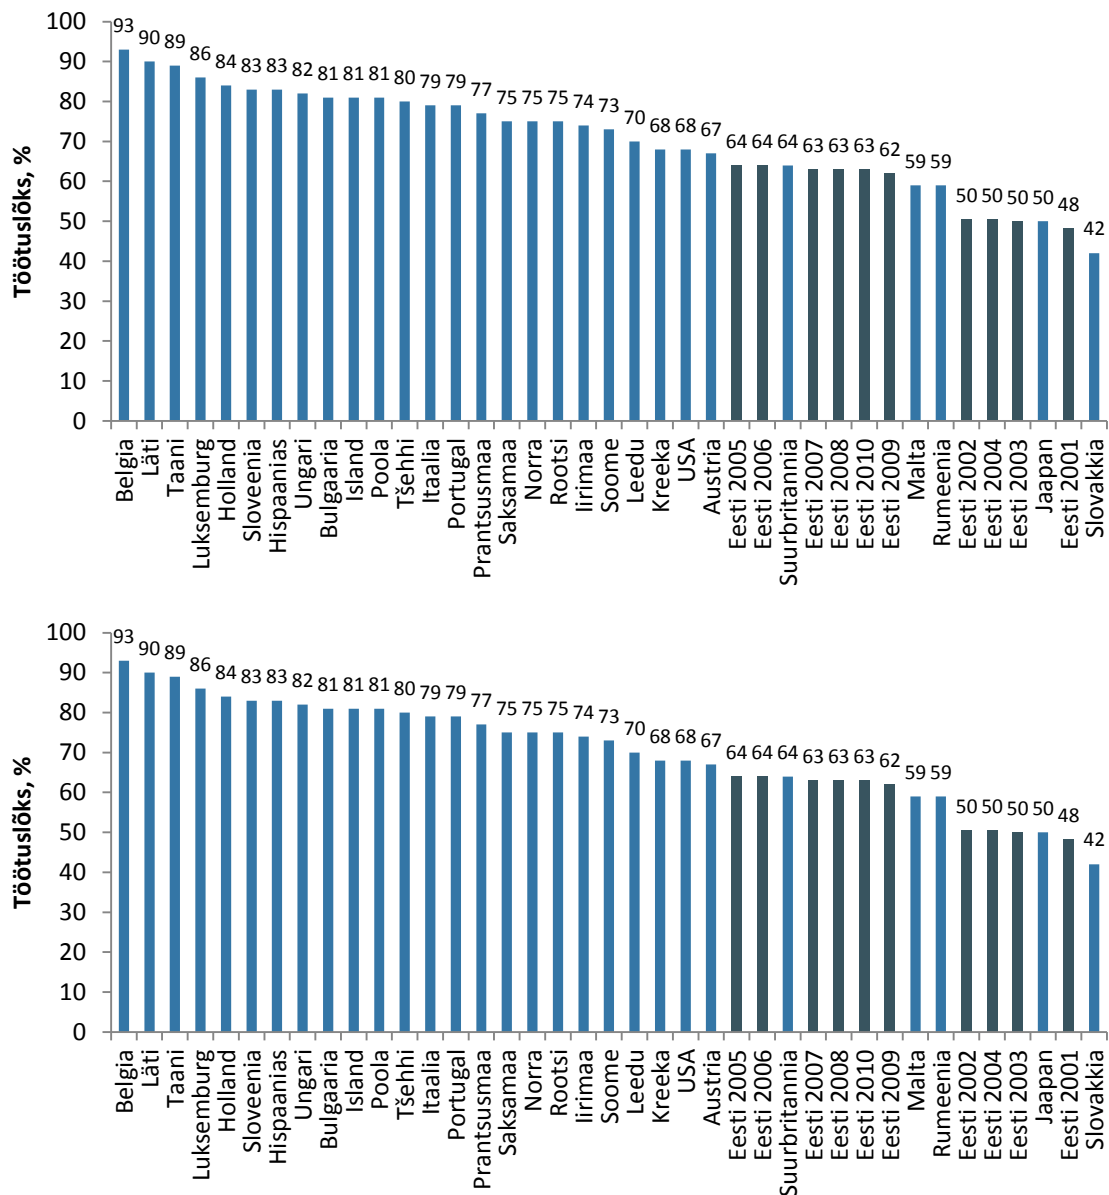 100
90
80
70
60
50
40
30
20
10
0
Töötuslõks, %
93 90 89 86 84 83 83 82 81 81 81 80 79 79 77 75 75 75 74 73 70 68 68 67 64 64 64 63 63 63 62 59 59 50 50 50 50 48 42
Belgia
Läti
Taani
Luksemburg
Holland
Sloveenia
Hispaanias
Ungari
Bulgaaria
Island
Poola
Tšehhi
Itaalia
Portugal
Prantsusmaa
Saksamaa
Norra
Rootsi
Iirimaa
Soome
Leedu
Kreeka
USA
Austria
Eesti 2005
Eesti 2006
Suurbritannia
Eesti 2007
Eesti 2008
Eesti 2010
Eesti 2009
Malta
Rumeenia
Eesti 2002
Eesti 2004
Eesti 2003
Jaapan
Eesti 2001
Slovakkia
100
90
80
70
60
50
40
30
20
10
0
Töötuslõks, %
93 90 89 86 84 83 83 82 81 81 81 80 79 79 77 75 75 75 74 73 70 68 68 67 64 64 64 63 63 63 62 59 59 50 50 50 50 48 42
Belgia
Läti
Taani
Luksemburg
Holland
Sloveenia
Hispaanias
Ungari
Bulgaaria
Island
Poola
Tšehhi
Itaalia
Portugal
Prantsusmaa
Saksamaa
Norra
Rootsi
Iirimaa
Soome
Leedu
Kreeka
USA
Austria
Eesti 2005
Eesti 2006
Suurbritannia
Eesti 2007
Eesti 2008
Eesti 2010
Eesti 2009
Malta
Rumeenia
Eesti 2002
Eesti 2004
Eesti 2003
Jaapan
Eesti 2001
Slovakkia